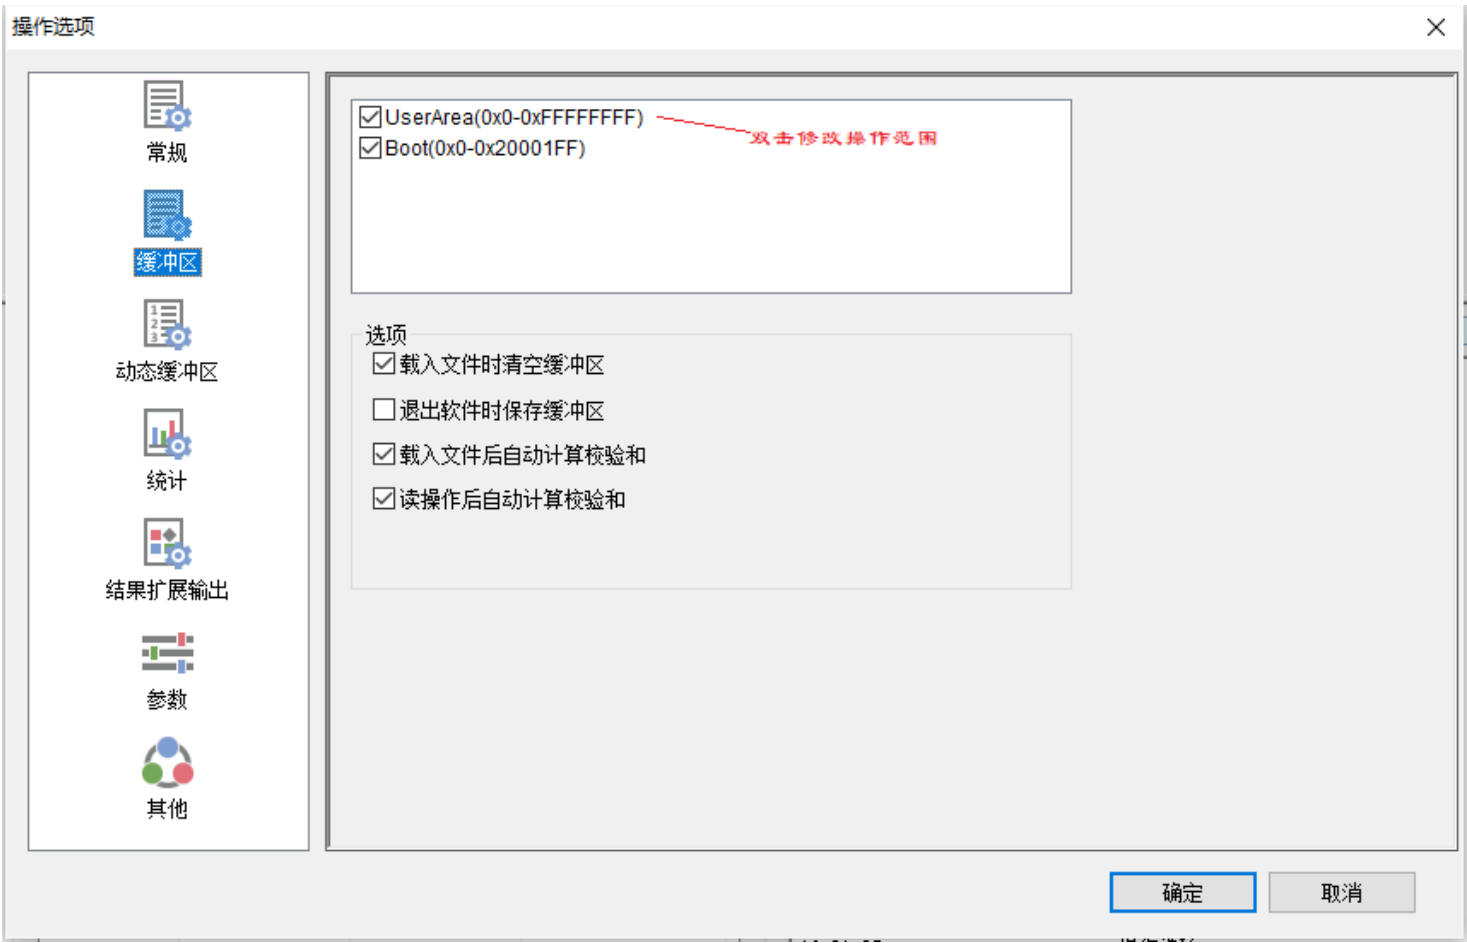 操作选项
常规
缓冲区
动态缓冲区
统计
结果扩展输出
参数
其他
UserArea(0x0-0xFFFFFFFF)
双击修改操作范围
Boot(0x0-0x20001FF)
选项
载入文件时清空缓冲区
退出软件时保存缓冲区
载入文件后自动计算校验和
读操作后自动计算校验和
确定
取消